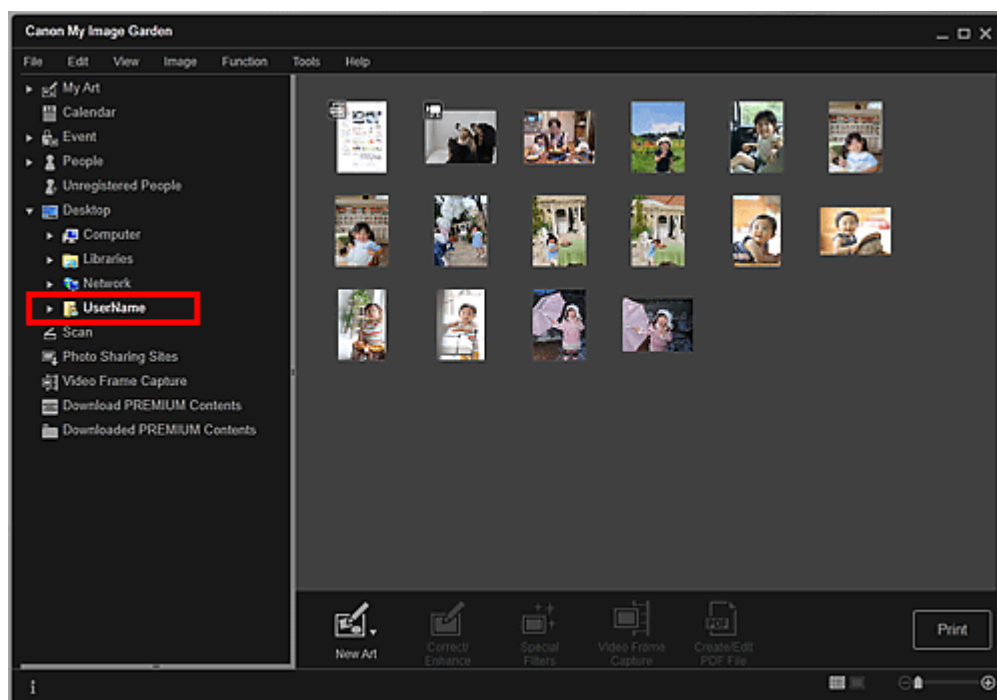 Canon My Image Garden
File Edit View Image Function Tools Help
My Art
Calendar
Event
People
Unregistered People
Desktop
Computer
Libraries
Network
UserName
Scan
Photo Sharing Sites
Video Frame Capture
Download PREMIUM Contents
Downloaded PREMIUM Contents
New Art
Correct/
Enhance
Special
Filters
Video Frame
Capture
PDF
Create/Edit
PDF File
Print